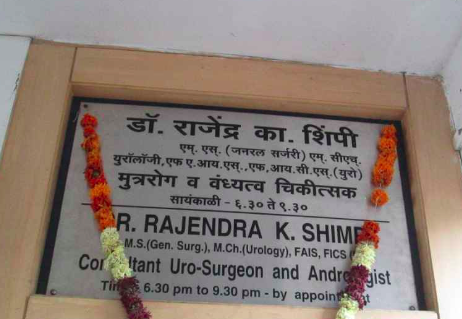 डॉ. राजेंद्र का. शिंपी
एम्. एस्. (जनरल सर्जरी) एम्. सीएच्.
युरॉलॉजी, एफ ए. आय.एस्., एफ.आय.सी.एस्. (युरो)
मुत्ररोग व वंध्यत्व चिकीत्सक
सायंकाळी - ६.३० ते ९.३०
RAJENDRA K.
M.S.(Gen. Surg.), M.Ch.(Urology), FAIS, FICS
Consultant Uro-Surgeon and Andrologist
6.30 pm to 9.30 pm - by appointment